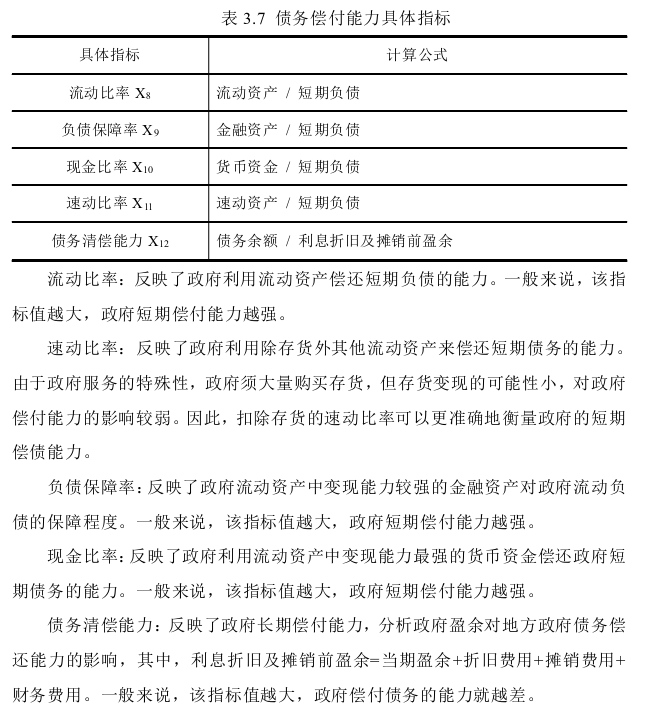 表 3.7 债务偿付能力具体指标
具体指标 计算公式
流动比率 X8 流动资产 / 短期负债
负债保障率 X9 金融资产 / 短期负债
现金比率 X10 货币资金 / 短期负债
速动比率 X11 速动资产 / 短期负债
债务清偿能力 X12 债务余额 / 利息折旧及摊销前盈余
流动比率：反映了政府利用流动资产偿还短期负债的能力。一般来说，该指
标值越大，政府短期偿付能力越强。
速动比率：反映了政府利用除存货外其他流动资产来偿还短期债务的能力。
由于政府服务的特殊性，政府须大量购买存货，但存货变现的可能性小，对政府
偿付能力的影响较弱。因此，扣除存货的速动比率可以更准确地衡量政府的短期
偿债能力。
负债保障率：反映了政府流动资产中变现能力较强的金融资产对政府流动负
债的保障程度。一般来说，该指标值越大，政府短期偿付能力越强。
现金比率：反映了政府利用流动资产中变现能力最强的货币资金偿还政府短
期债务的能力。一般来说，该指标值越大，政府短期偿付能力越强。
债务清偿能力：反映了政府长期偿付能力，分析政府盈余对地方政府债务偿
还能力的影响，其中，利息折旧及摊销前盈余=当期盈余+折旧费用+摊销费用+
财务费用。一般来说，该指标值越大，政府偿付债务的能力就越差。